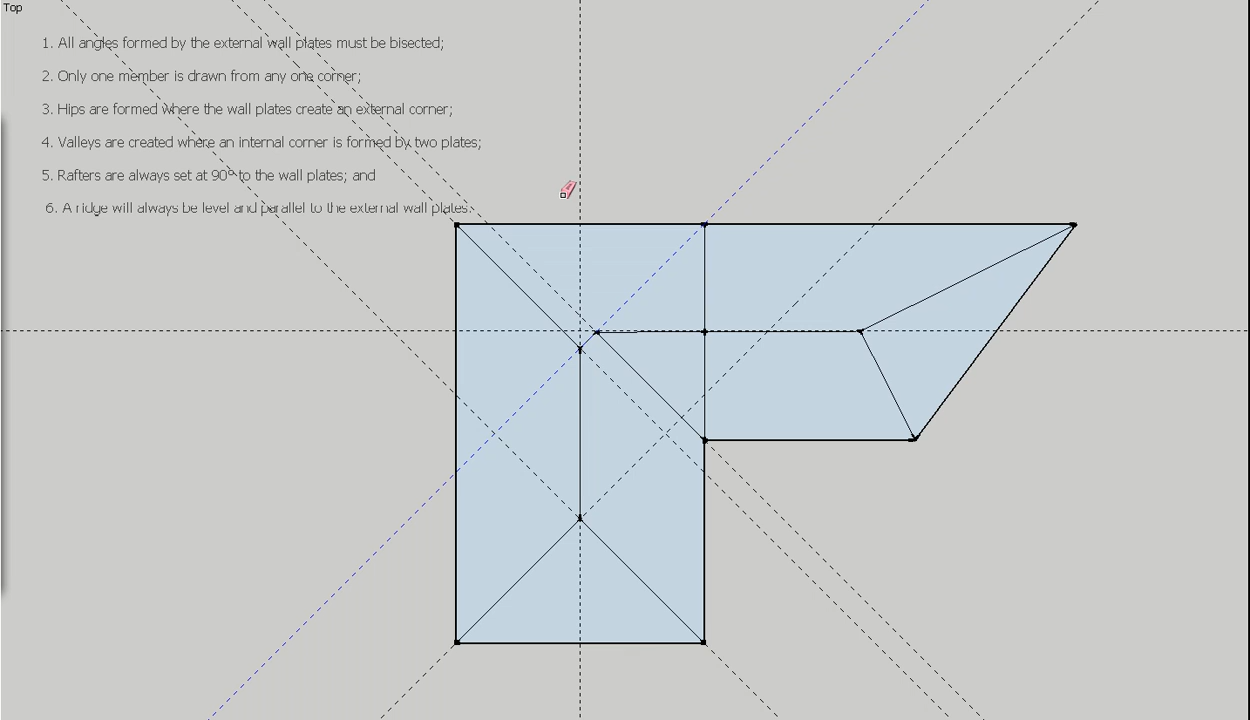 Top
1. All angles formed by the external wall plates must be bisected;
2. Only one member is drawn from any one corner;
3. Hips are formed where the wall plates create an external corner;
4. Valleys are created where an internal corner is formed by two plates;
5. Rafters are always set at 90° to the wall plates; and
6. A ridge will always be level and parallel to the external wall plates.